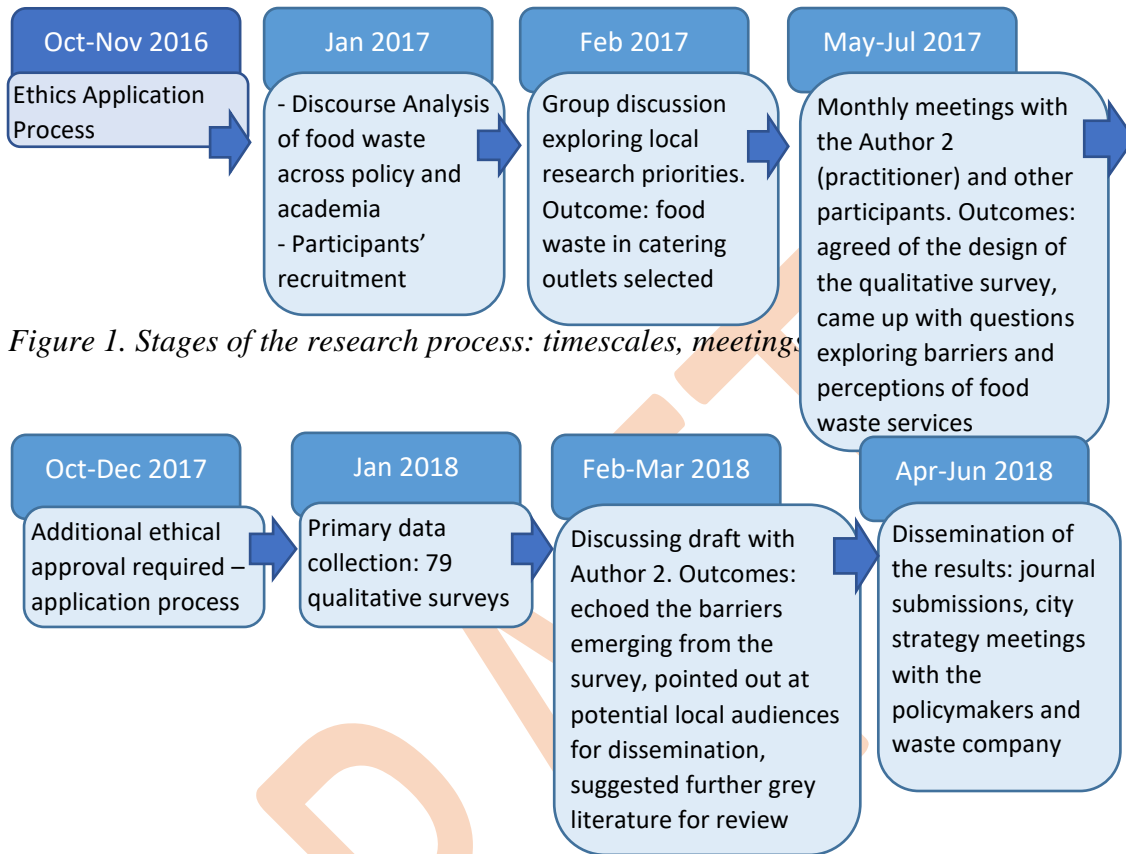 Oct-Nov 2016
Ethics Application
Process
Jan 2017
- Discourse Analysis
of food waste
across policy and
academia
- Participants'
recruitment
Feb 2017
Group discussion
exploring local
research priorities.
Outcome: food
waste in catering
outlets selected
May-Jul 2017
Monthly meetings with
the Author 2
(practitioner) and other
participants. Outcomes:
agreed of the design of
the qualitative survey,
came up with questions
exploring barriers and
perceptions of food
waste services
Figure 1. Stages of the research process: timescales, meetings
Oct-Dec 2017
Additional ethical
approval required –
application process
Jan 2018
Primary data
collection: 79
qualitative surveys
Feb-Mar 2018
Discussing draft with
Author 2. Outcomes:
echoed the barriers
emerging from the
survey, pointed out at
potential local audiences
for dissemination,
suggested further grey
literature for review
Apr-Jun 2018
Dissemination of
the results: journal
submissions, city
strategy meetings
with the
policymakers and
waste company